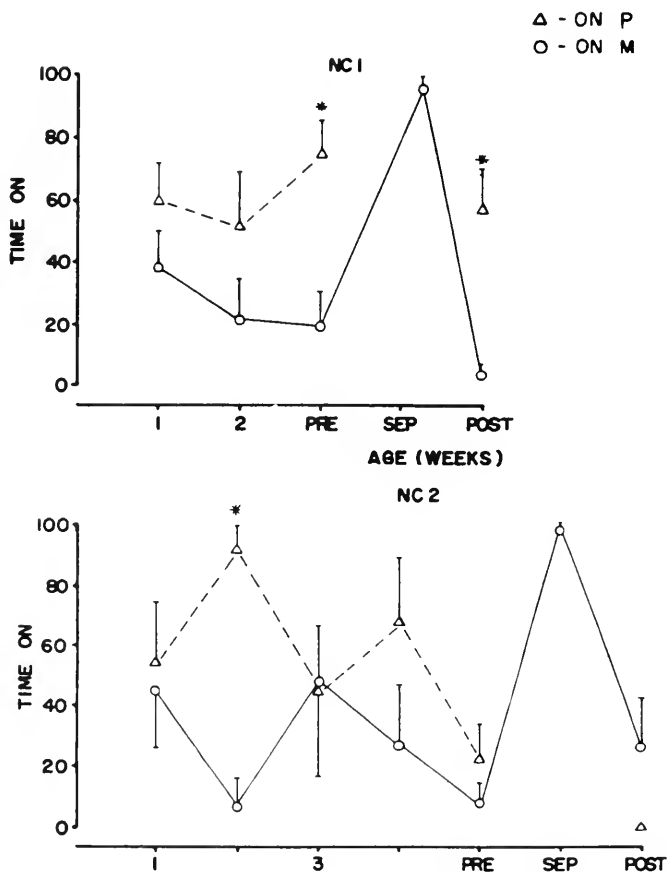 △ - ON P
○ - ON M
NC1
100
80
60
40
20
0
TIME ON
*
*
1 2 PRE SEP POST
AGE (WEEKS)
NC2
100
80
60
40
20
0
TIME ON
*
1 3 PRE SEP POST